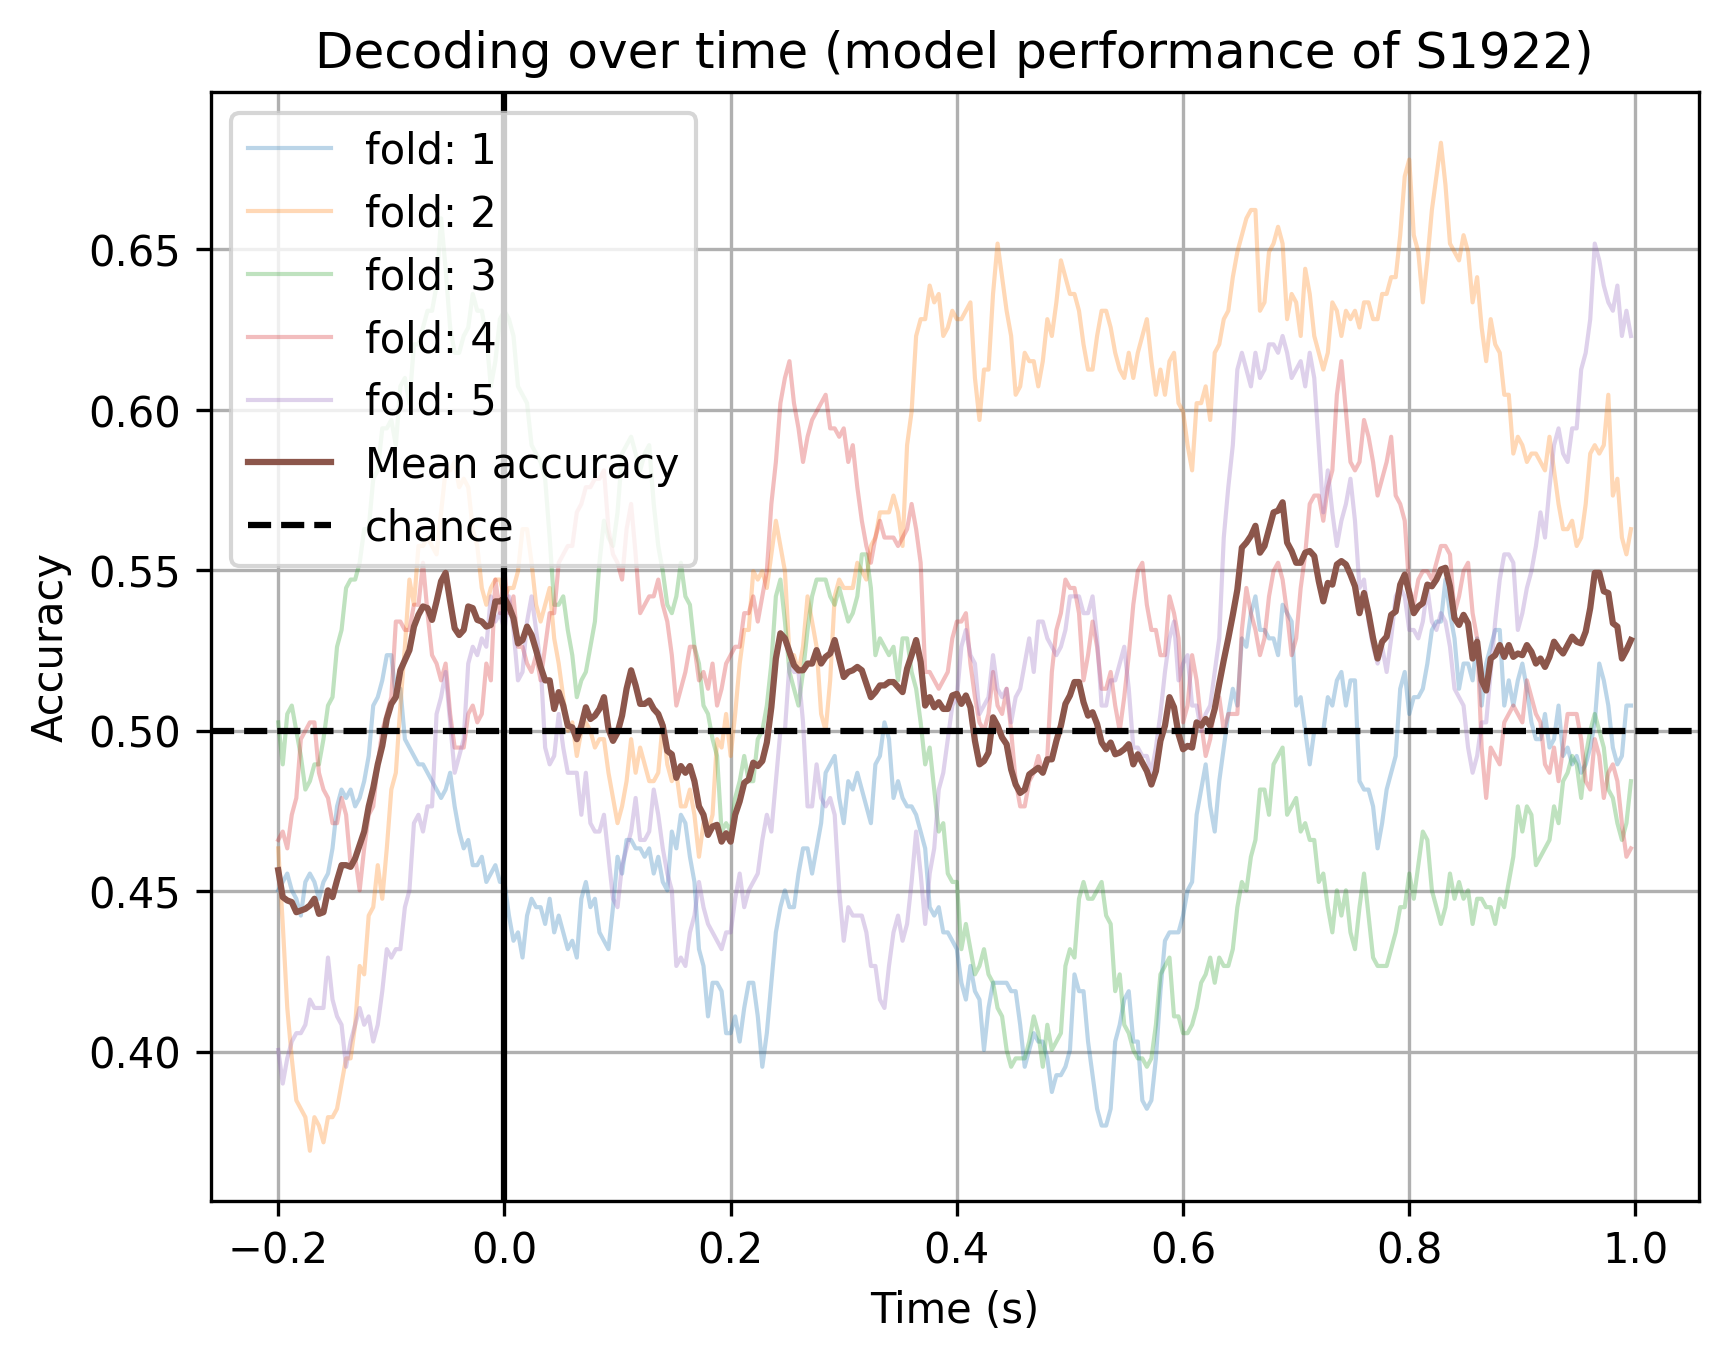 Decoding over time (model performance of S1922)
fold: 1
fold: 2
fold: 3
fold: 4
fold: 5
Mean accuracy
chance
Accuracy
0.65
0.60
0.55
0.50
0.45
0.40
−0.2 0.0 0.2 0.4 0.6 0.8 1.0
Time (s)